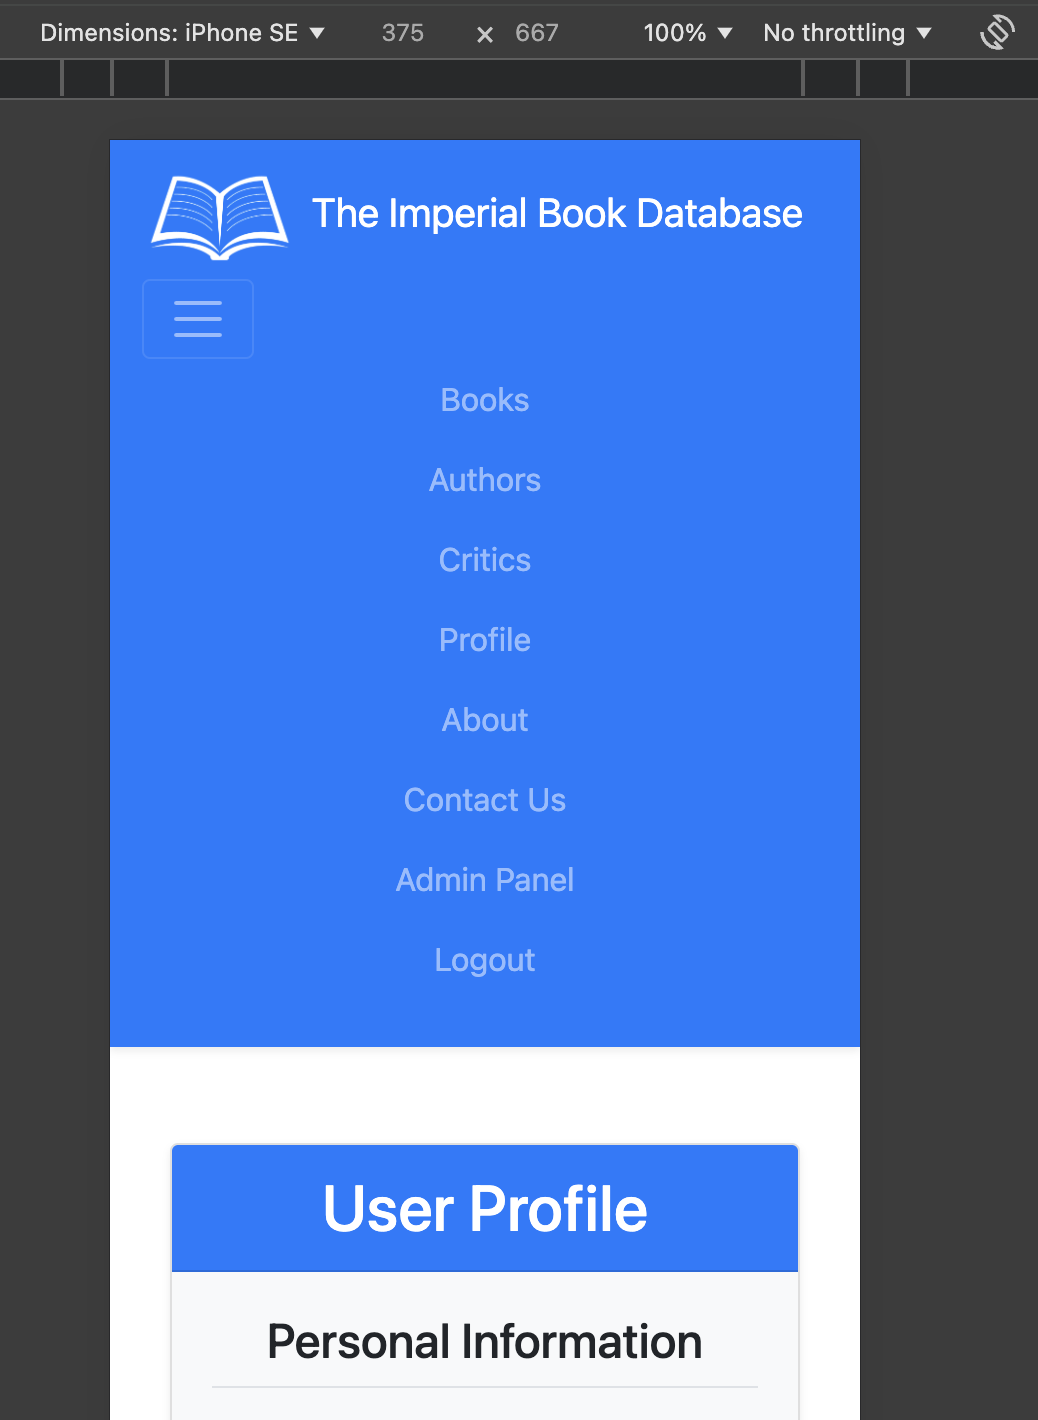 Dimensions: iPhone SE ▼ 375 × 667 100% ▼ No throttling ▼
The Imperial Book Database
Books
Authors
Critics
Profile
About
Contact Us
Admin Panel
Logout
User Profile
Personal Information